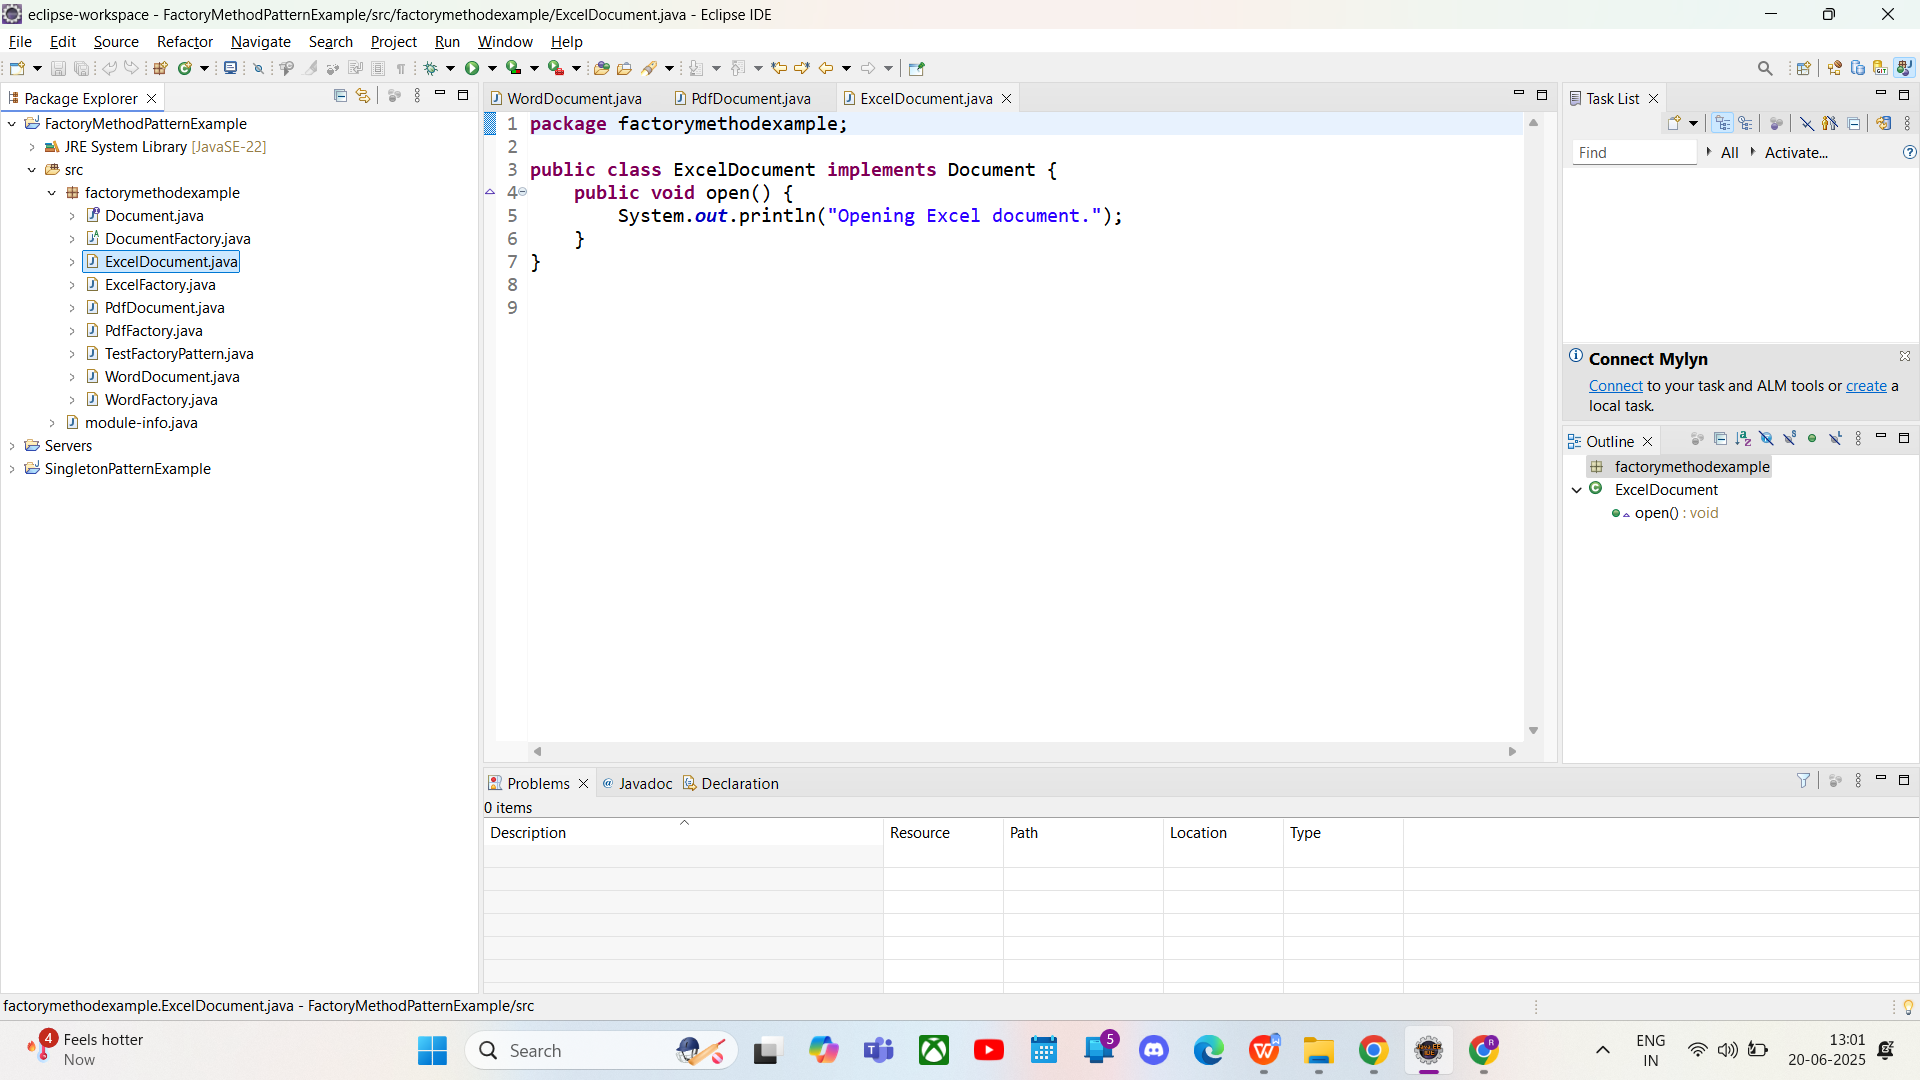 eclipse-workspace - FactoryMethodPatternExample/src/factorymethodexample/ExcelDocument.java - Eclipse IDE
File Edit Source Refactor Navigate Search Project Run Window Help
Package Explorer
FactoryMethodPatternExample
JRE System Library [JavaSE-22]
src
factorymethodexample
Document.java
DocumentFactory.java
ExcelDocument.java
ExcelFactory.java
PdfDocument.java
PdfFactory.java
TestFactoryPattern.java
WordDocument.java
WordFactory.java
module-info.java
Servers
SingletonPatternExample
WordDocument.java PdfDocument.java ExcelDocument.java
1 package factorymethodexample;
2
3 public class ExcelDocument implements Document {
4 public void open() {
5 System.out.println("Opening Excel document.");
6 }
7 }
8
9
Task List
Find All Activate...
Connect Mylyn
Connect to your task and ALM tools or create a
local task.
Outline
factorymethodexample
ExcelDocument
open() : void
Problems Javadoc Declaration
0 items
Description Resource Path Location Type
factorymethodexample.ExcelDocument.java - FactoryMethodPatternExample/src
4 Feels hotter
Now
Search
5
ENG
IN
13:01
20-06-2025